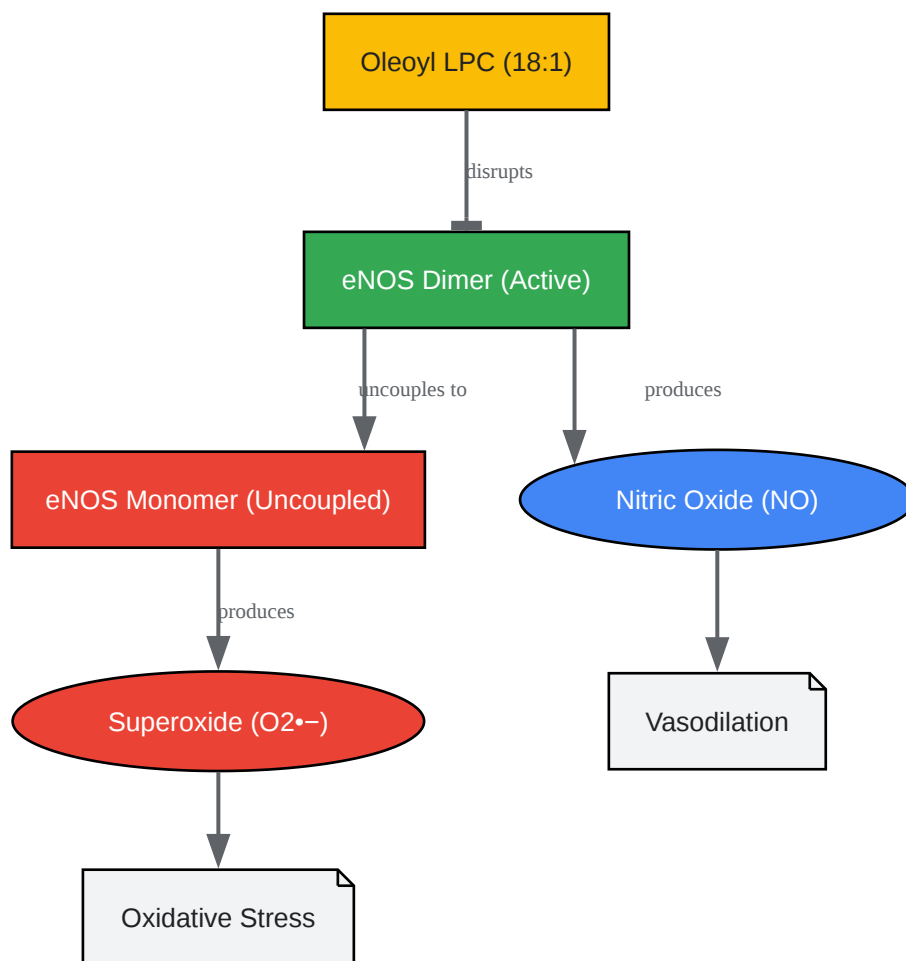 Oleoyl LPC (18:1)
disrupts
eNOS Dimer (Active)
uncouples to
produces
eNOS Monomer (Uncoupled)
Nitric Oxide (NO)
produces
Superoxide (O2•−)
Vasodilation
Oxidative Stress